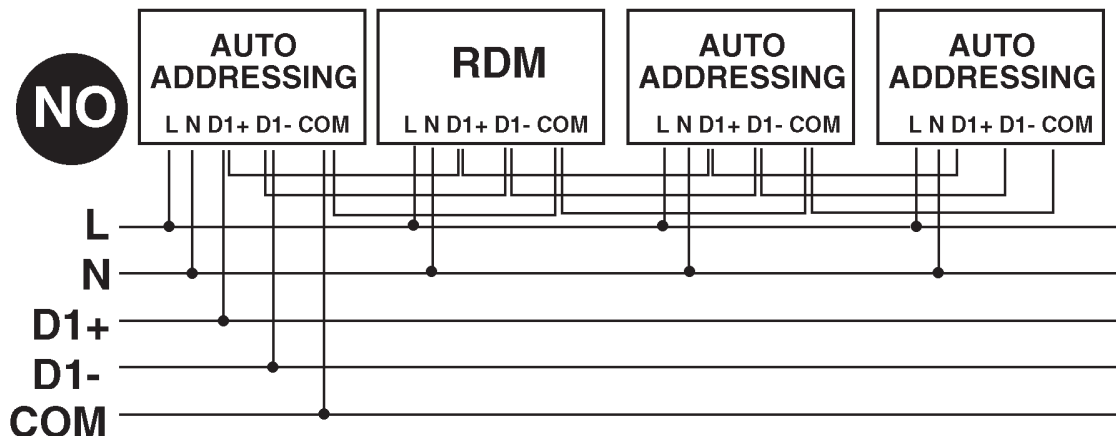 NO
AUTO
ADDRESSING
L N D1+ D1- COM
RDM
L N D1+ D1- COM
AUTO
ADDRESSING
L N D1+ D1- COM
AUTO
ADDRESSING
L N D1+ D1- COM
L
N
D1+
D1-
COM